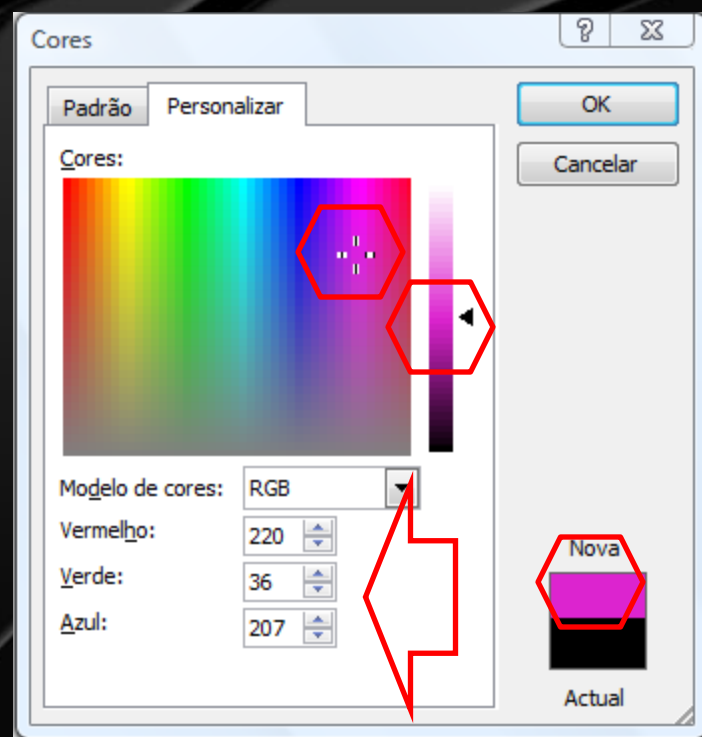 Cores
Padrão Personalizar
OK
Cancelar
Cores:
Modelo de cores: RGB
Vermelho: 220
Verde: 36
Azul: 207
Nova
Actual